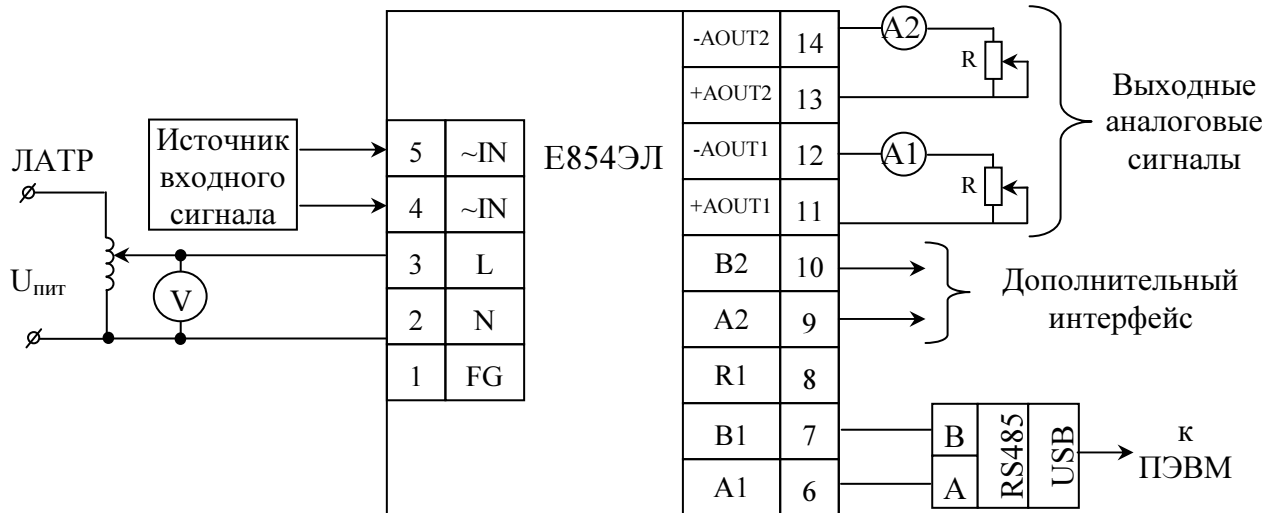 ЛАТР
Uпит
V
Источник
входного
сигнала
5 ~IN
4 ~IN
3 L
2 N
1 FG
Е854ЭЛ
-AOUT2 14
+AOUT2 13
-AOUT1 12
+AOUT1 11
B2 10
A2 9
R1 8
B1 7
A1 6
A2
R
A1
R
Выходные
аналоговые
сигналы
Дополнительный
интерфейс
B
A
RS485
USB
к
ПЭВМ